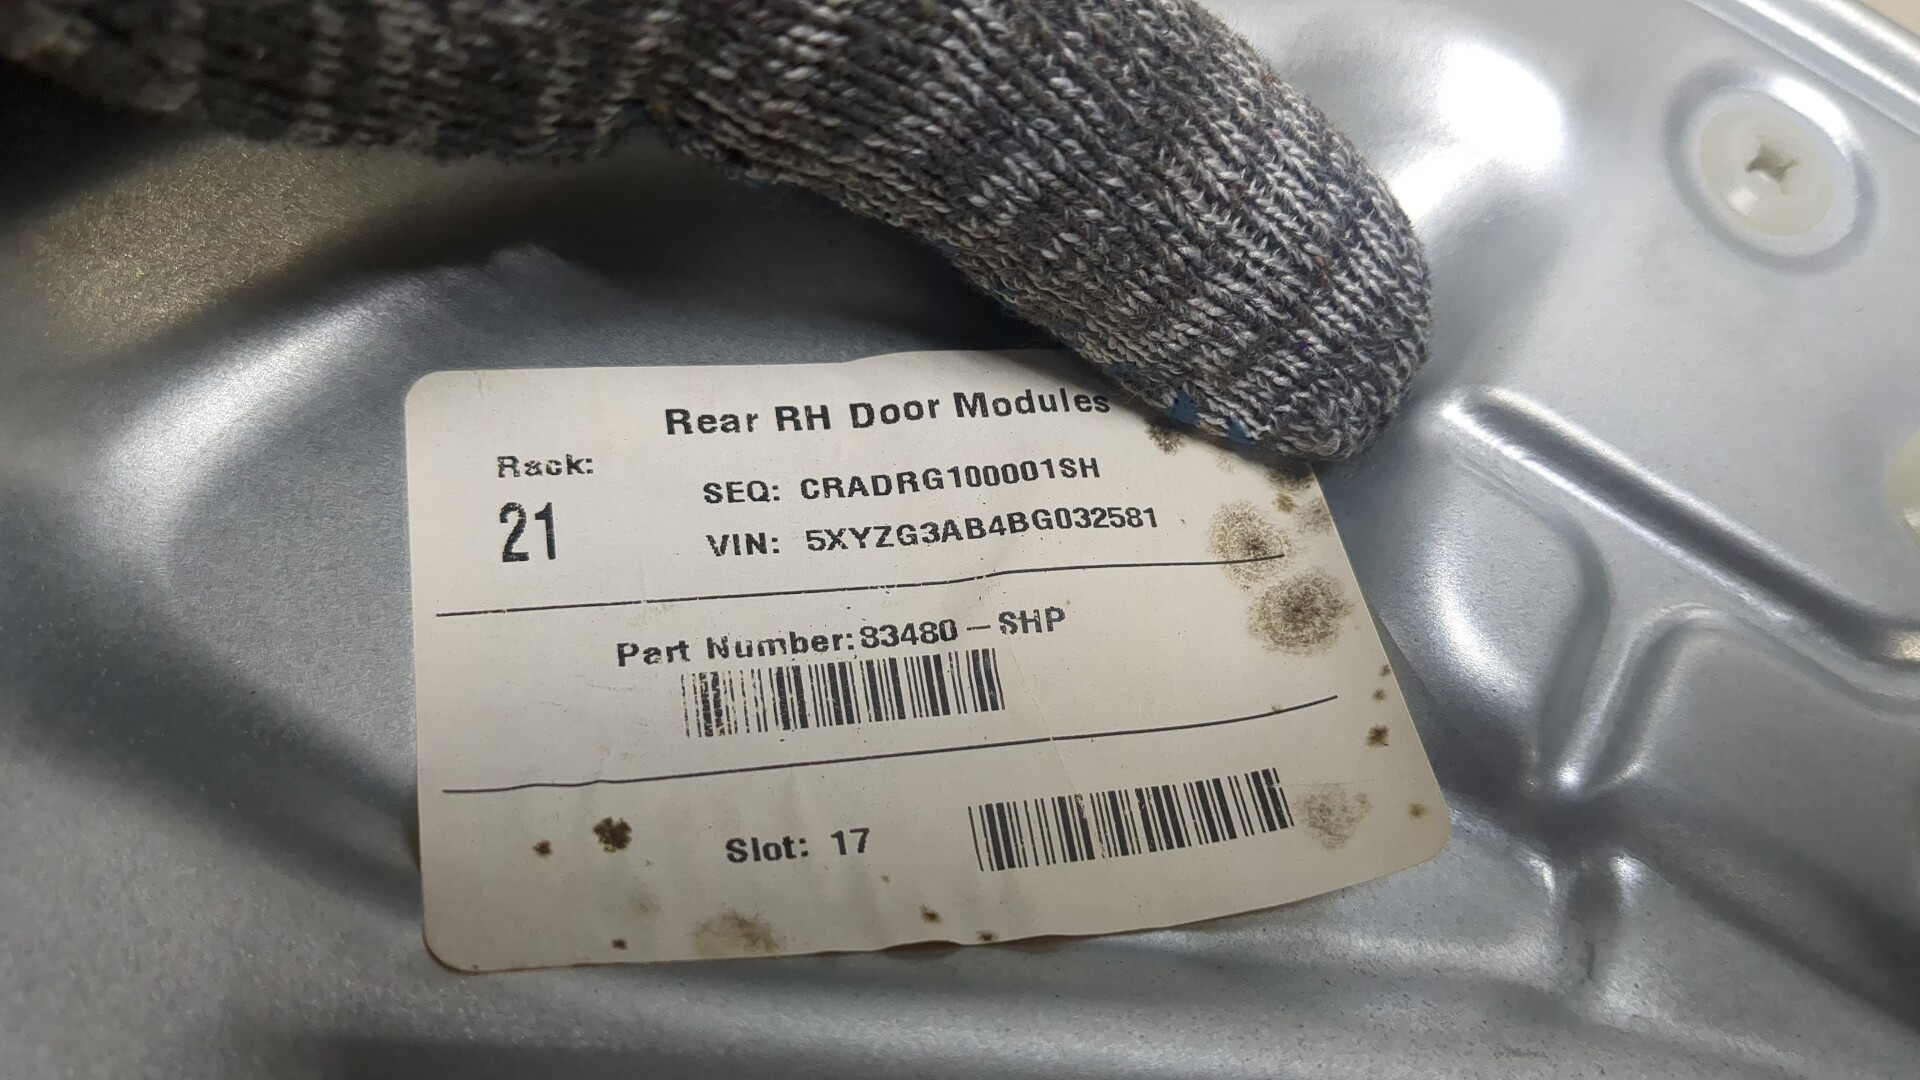 Rear RH Door Modules
Rack:
21
SEQ: CRADRG100001SH
VIN: 5XYZG3AB4BG032581
Part Number:83480-SHP
Slot: 17